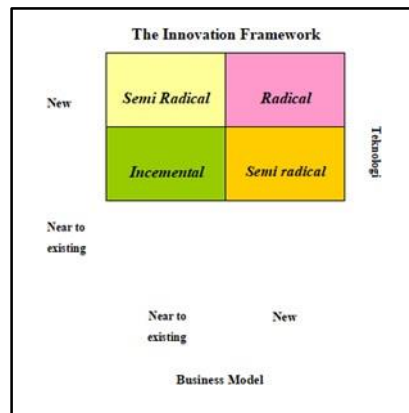 The Innovation Framework
New
Semi Radical
Radical
Teknologi
Incemental
Semi radical
Near to
existing
Near to
existing
New
Business Model